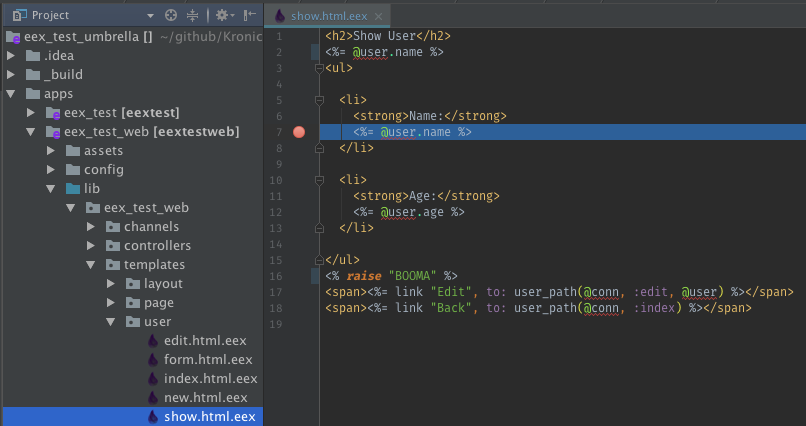 Project
eex_test_umbrella [] ~/github/Kronic
.idea
_build
apps
eex_test [eextest]
eex_test_web [eextestweb]
assets
config
lib
eex_test_web
channels
controllers
templates
layout
page
user
edit.html.eex
form.html.eex
index.html.eex
new.html.eex
show.html.eex
show.html.eex
1 <h2>Show User</h2>
2 <%= @user.name %>
3 <ul>
4
5 <li>
6 <strong>Name:</strong>
7 <%= @user.name %>
8 </li>
9
10 <li>
11 <strong>Age:</strong>
12 <%= @user.age %>
13 </li>
14
15 </ul>
16 <% raise "BOOMA" %>
17 <span><%= link "Edit", to: user_path(@conn, :edit, @user) %></span>
18 <span><%= link "Back", to: user_path(@conn, :index) %></span>
19